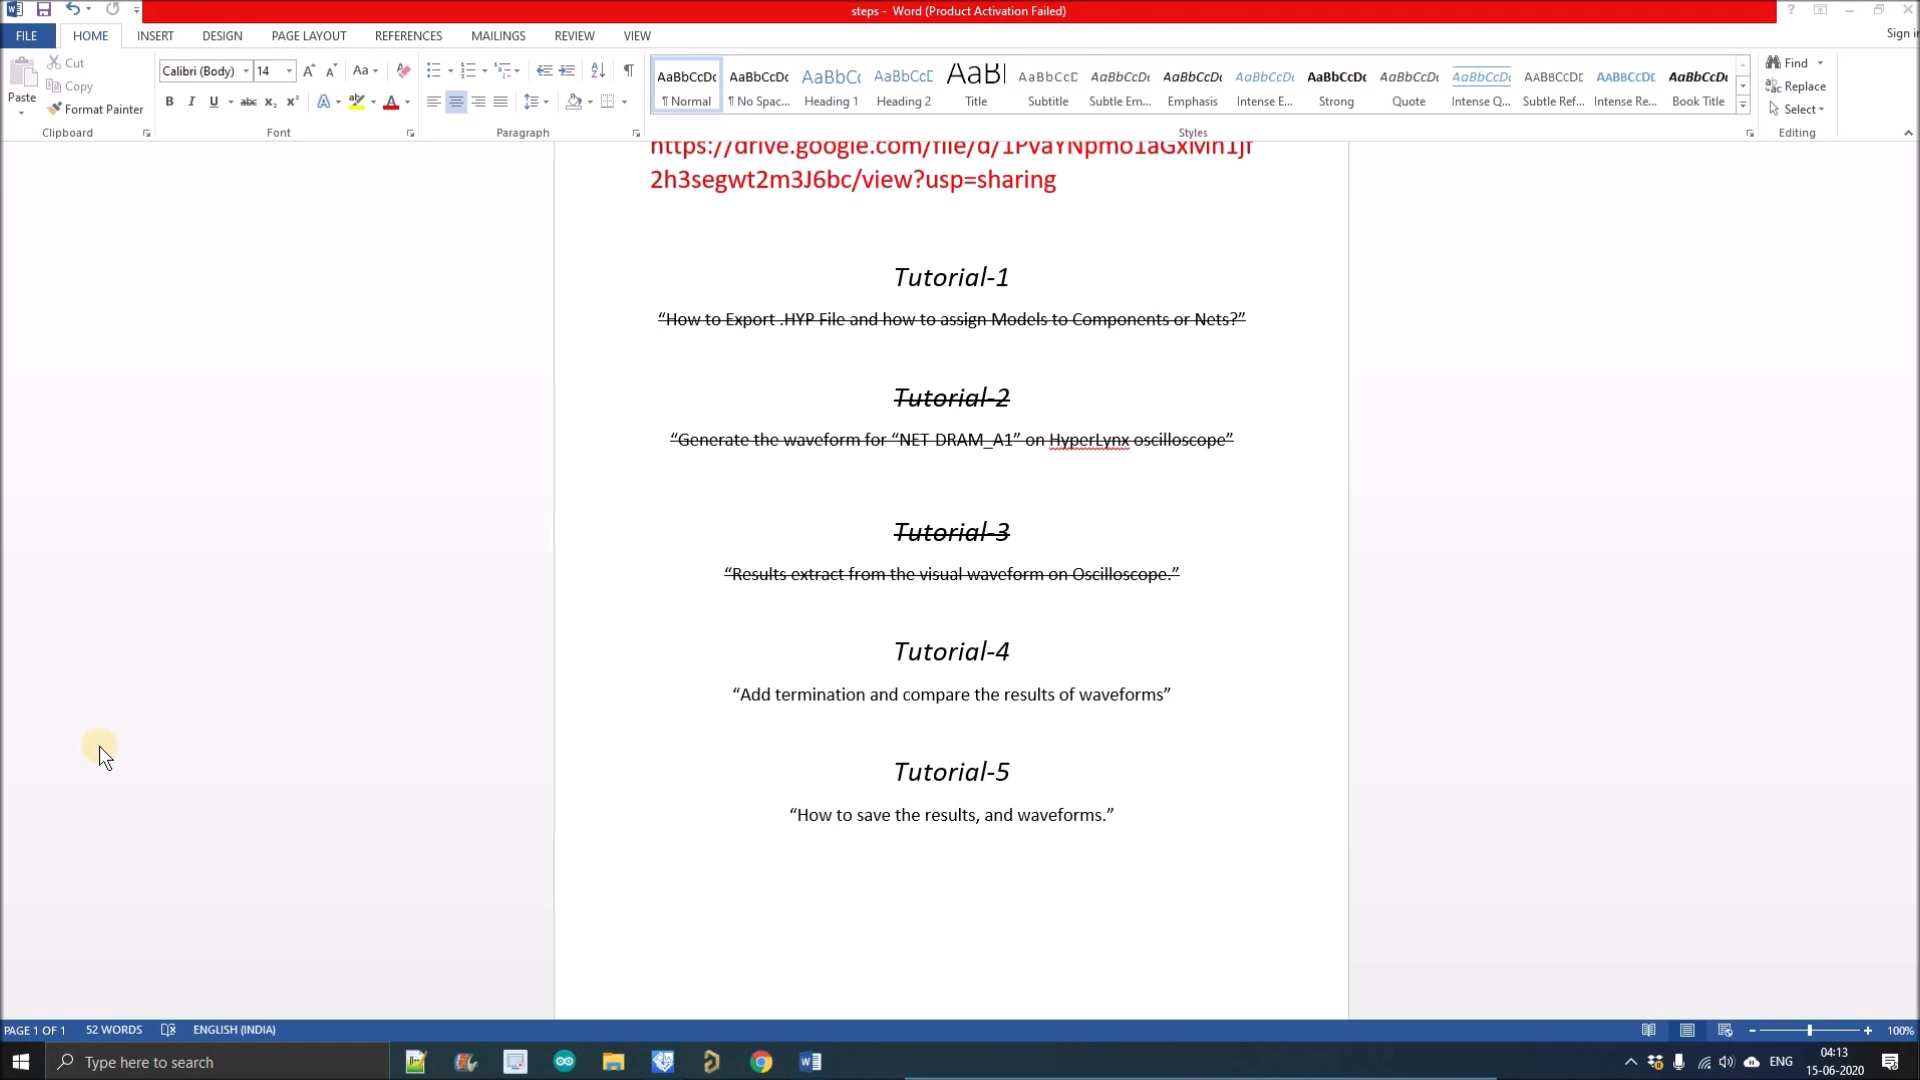 steps - Word (Product Activation Failed)
FILE HOME INSERT DESIGN PAGE LAYOUT REFERENCES MAILINGS REVIEW VIEW
Sign in
Paste
Cut
Copy
Format Painter
Clipboard
Calibri (Body) 14
Font
Paragraph
AaBbCcDc AaBbCcDc AaBbCc AaBbCcD AaB AaBbCcD AaBbCcDc AaBbCcDc AaBbCcDc AaBbCcDc AaBbCcDc AaBbCcDc AABBCCDE AABBCCDE AaBbCcDc
¶ Normal ¶ No Spac... Heading 1 Heading 2 Title Subtitle Subtle Em... Emphasis Intense E... Strong Quote Intense Q... Subtle Ref... Intense Re... Book Title
Styles
Find
Replace
Select
Editing
2h3segwt2m3J6bc/view?usp=sharing
Tutorial-1
“How to Export .HYP File and how to assign Models to Components or Nets?”
Tutorial-2
“Generate the waveform for “NET DRAM_A1” on HyperLynx oscilloscope”
Tutorial-3
“Results extract from the visual waveform on Oscilloscope.”
Tutorial-4
“Add termination and compare the results of waveforms”
Tutorial-5
“How to save the results, and waveforms.”
PAGE 1 OF 1 52 WORDS ENGLISH (INDIA)
100%
Type here to search
ENG
04:13
15-06-2020